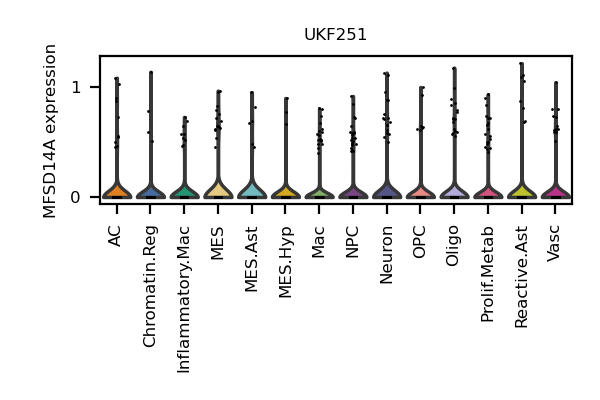 UKF251
MFSD14A expression
1
0
AC
Chromatin.Reg
Inflammatory.Mac
MES
MES.Ast
MES.Hyp
Mac
NPC
Neuron
OPC
Oligo
Prolif.Metab
Reactive.Ast
Vasc